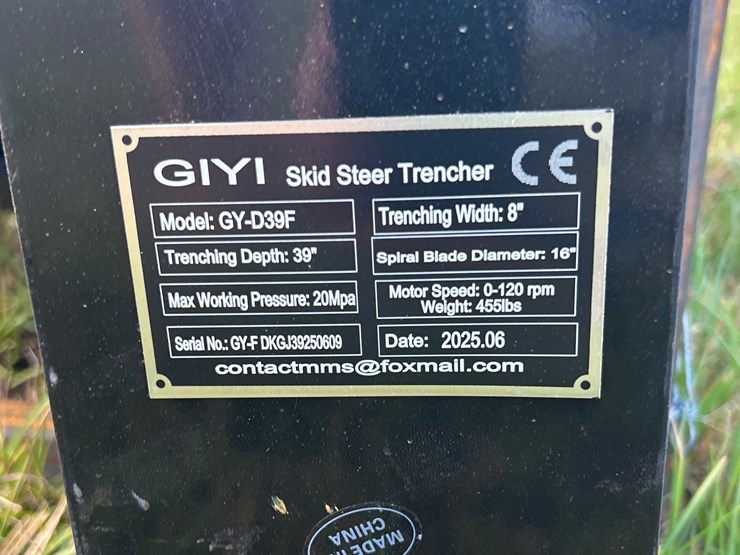 GIYI Skid Steer Trencher CE
Model: GY-D39F
Trenching Width: 8"
Trenching Depth: 39"
Spiral Blade Diameter: 16"
Max Working Pressure: 20Mpa
Motor Speed: 0-120 rpm
Weight: 455lbs
Serial No.: GY-F DKGJ39250609
Date: 2025.06
contactmms@foxmail.com
MADE IN
CHINA